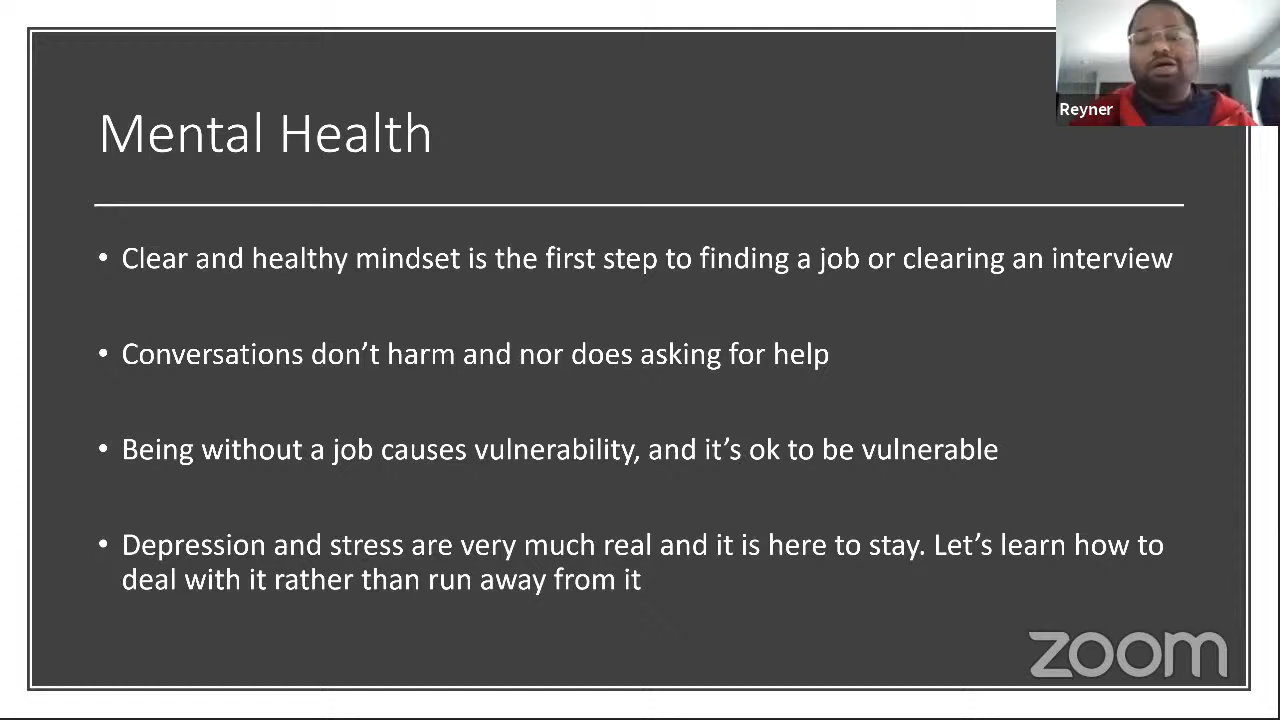 Reyner
Mental Health
• Clear and healthy mindset is the first step to finding a job or clearing an interview
• Conversations don’t harm and nor does asking for help
• Being without a job causes vulnerability, and it’s ok to be vulnerable
• Depression and stress are very much real and it is here to stay. Let’s learn how to
deal with it rather than run away from it
zoom